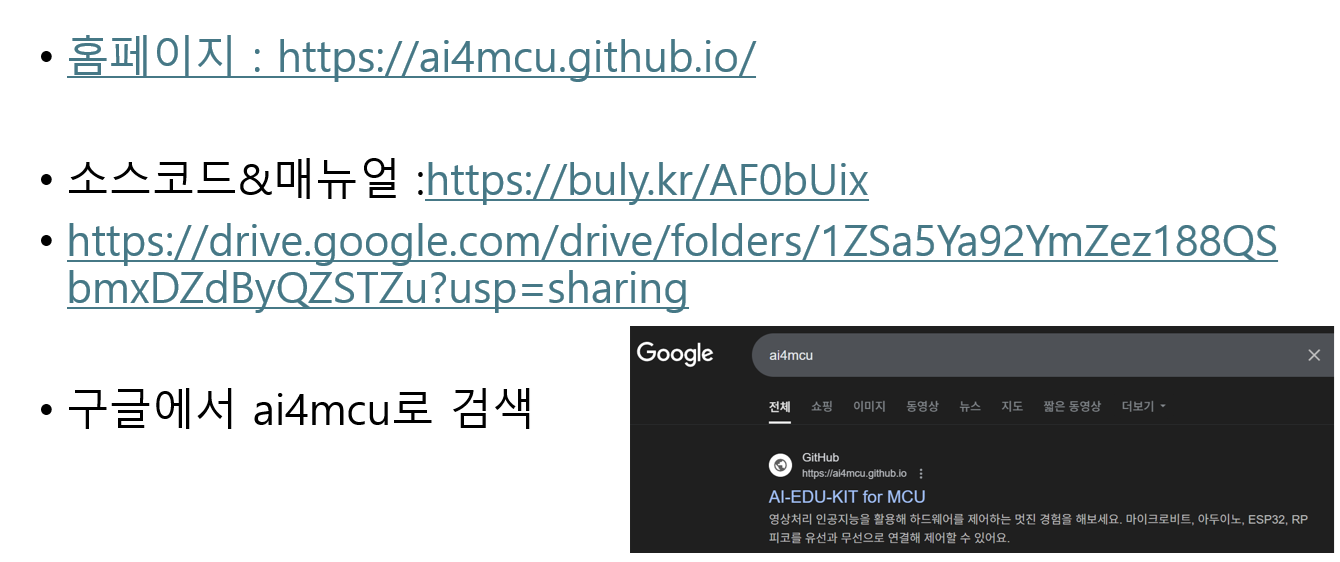 • 홈페이지 : https://ai4mcu.github.io/
• 소스코드&매뉴얼 :https://buly.kr/AF0bUix
• https://drive.google.com/drive/folders/1ZSa5Ya92YmZez188QS
bmxDZdByQZSTZu?usp=sharing
• 구글에서 ai4mcu로 검색
Google
ai4mcu
전체 쇼핑 이미지 동영상 뉴스 지도 짧은 동영상 더보기
GitHub
https://ai4mcu.github.io
AI-EDU-KIT for MCU
영상처리 인공지능을 활용해 하드웨어를 제어하는 멋진 경험을 해보세요. 마이크로비트, 아두이노, ESP32, RP
피코를 유선과 무선으로 연결해 제어할 수 있어요.